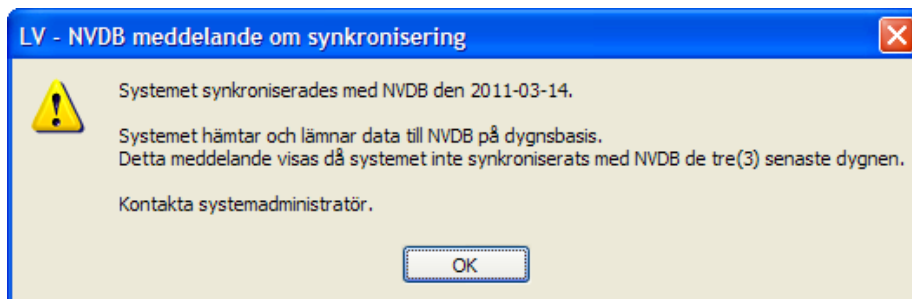 LV - NVDB meddelande om synkronisering
Systemet synkroniserades med NVDB den 2011-03-14.
Systemet hämtar och lämnar data till NVDB på dygnsbasis.
Detta meddelande visas då systemet inte synkroniserats med NVDB de tre(3) senaste dygnen.
Kontakta systemadministratör.
OK